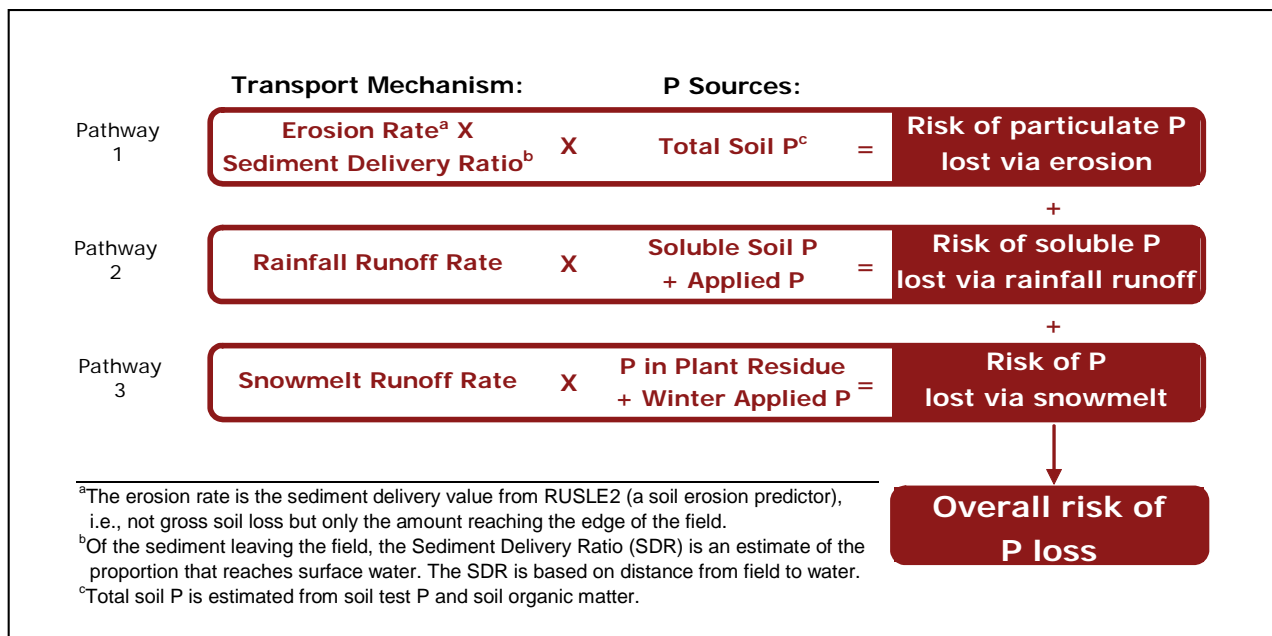 Transport Mechanism: P Sources:
Pathway 1
Erosion Rateᵃ X
Sediment Delivery Ratioᵇ
X
Total Soil Pᶜ
=
Risk of particulate P
lost via erosion
+
Pathway 2
Rainfall Runoff Rate
X
Soluble Soil P
+ Applied P
=
Risk of soluble P
lost via rainfall runoff
+
Pathway 3
Snowmelt Runoff Rate
X
P in Plant Residue
+ Winter Applied P
=
Risk of P
lost via snowmelt
Overall risk of
P loss
ᵃThe erosion rate is the sediment delivery value from RUSLE2 (a soil erosion predictor),
i.e., not gross soil loss but only the amount reaching the edge of the field.
ᵇOf the sediment leaving the field, the Sediment Delivery Ratio (SDR) is an estimate of the
proportion that reaches surface water. The SDR is based on distance from field to water.
ᶜTotal soil P is estimated from soil test P and soil organic matter.